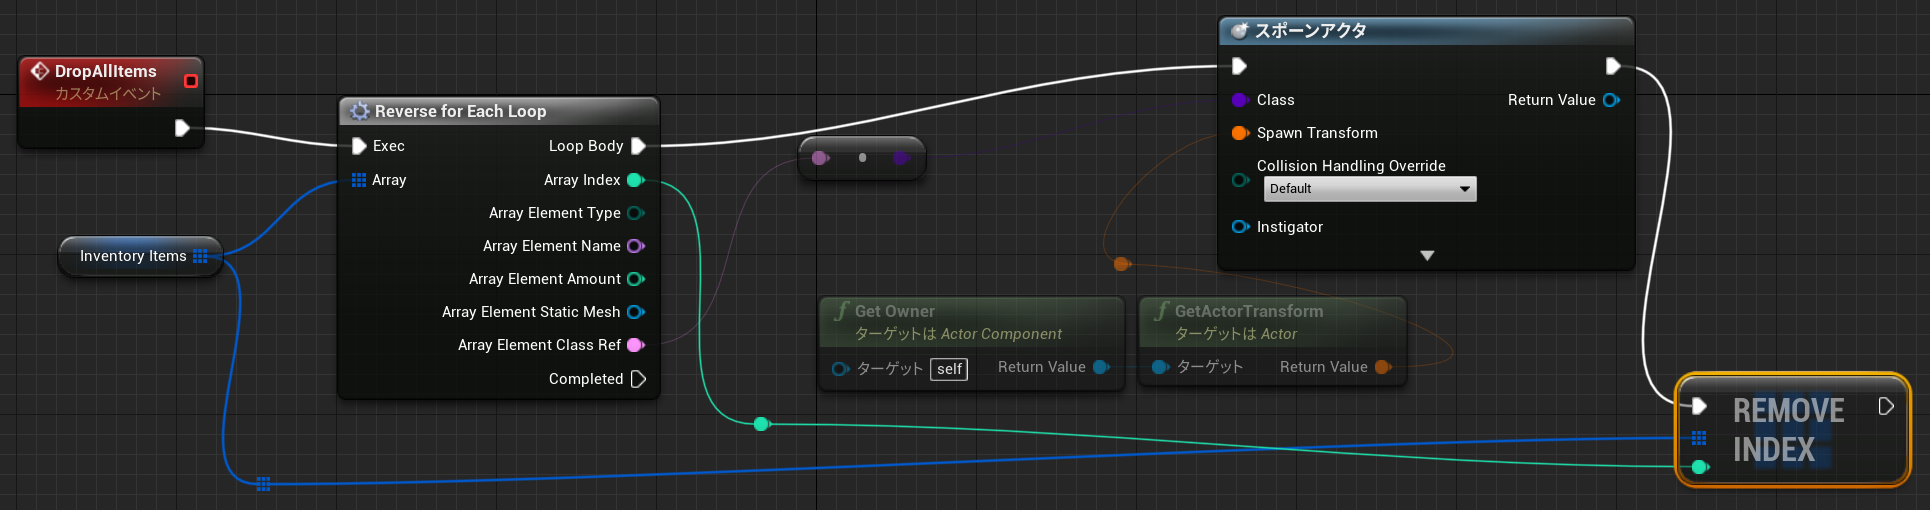 DropAllItems
カスタムイベント
Inventory Items
Reverse for Each Loop
Exec
Loop Body
Array
Array Index
Array Element Type
Array Element Name
Array Element Amount
Array Element Static Mesh
Array Element Class Ref
Completed
スポーンアクタ
Class
Return Value
Spawn Transform
Collision Handling Override
Default
Instigator
Get Owner
ターゲットは Actor Component
ターゲット self
Return Value
GetActorTransform
ターゲットは Actor
ターゲット
Return Value
REMOVE
INDEX